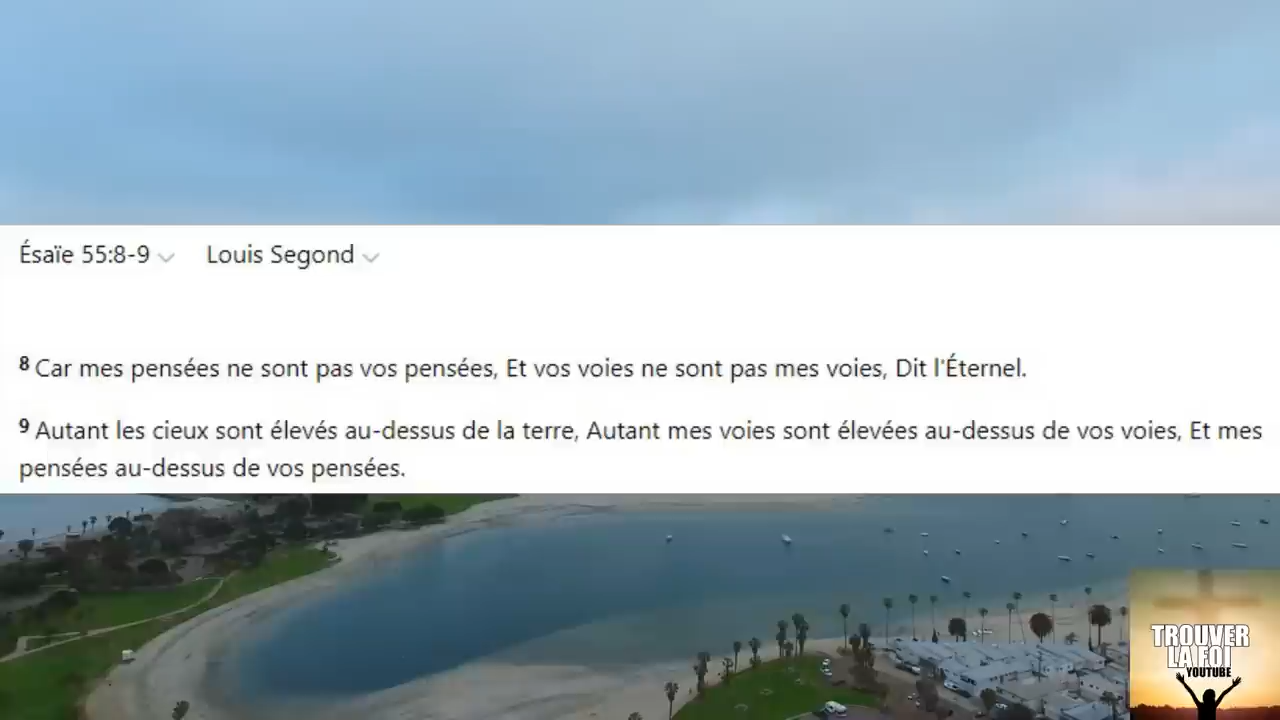 Ésaïe 55:8-9 Louis Segond
8 Car mes pensées ne sont pas vos pensées, Et vos voies ne sont pas mes voies, Dit l'Éternel.
9 Autant les cieux sont élevés au-dessus de la terre, Autant mes voies sont élevées au-dessus de vos voies, Et mes
pensées au-dessus de vos pensées.
TROUVER
LA FOI
YOUTUBE